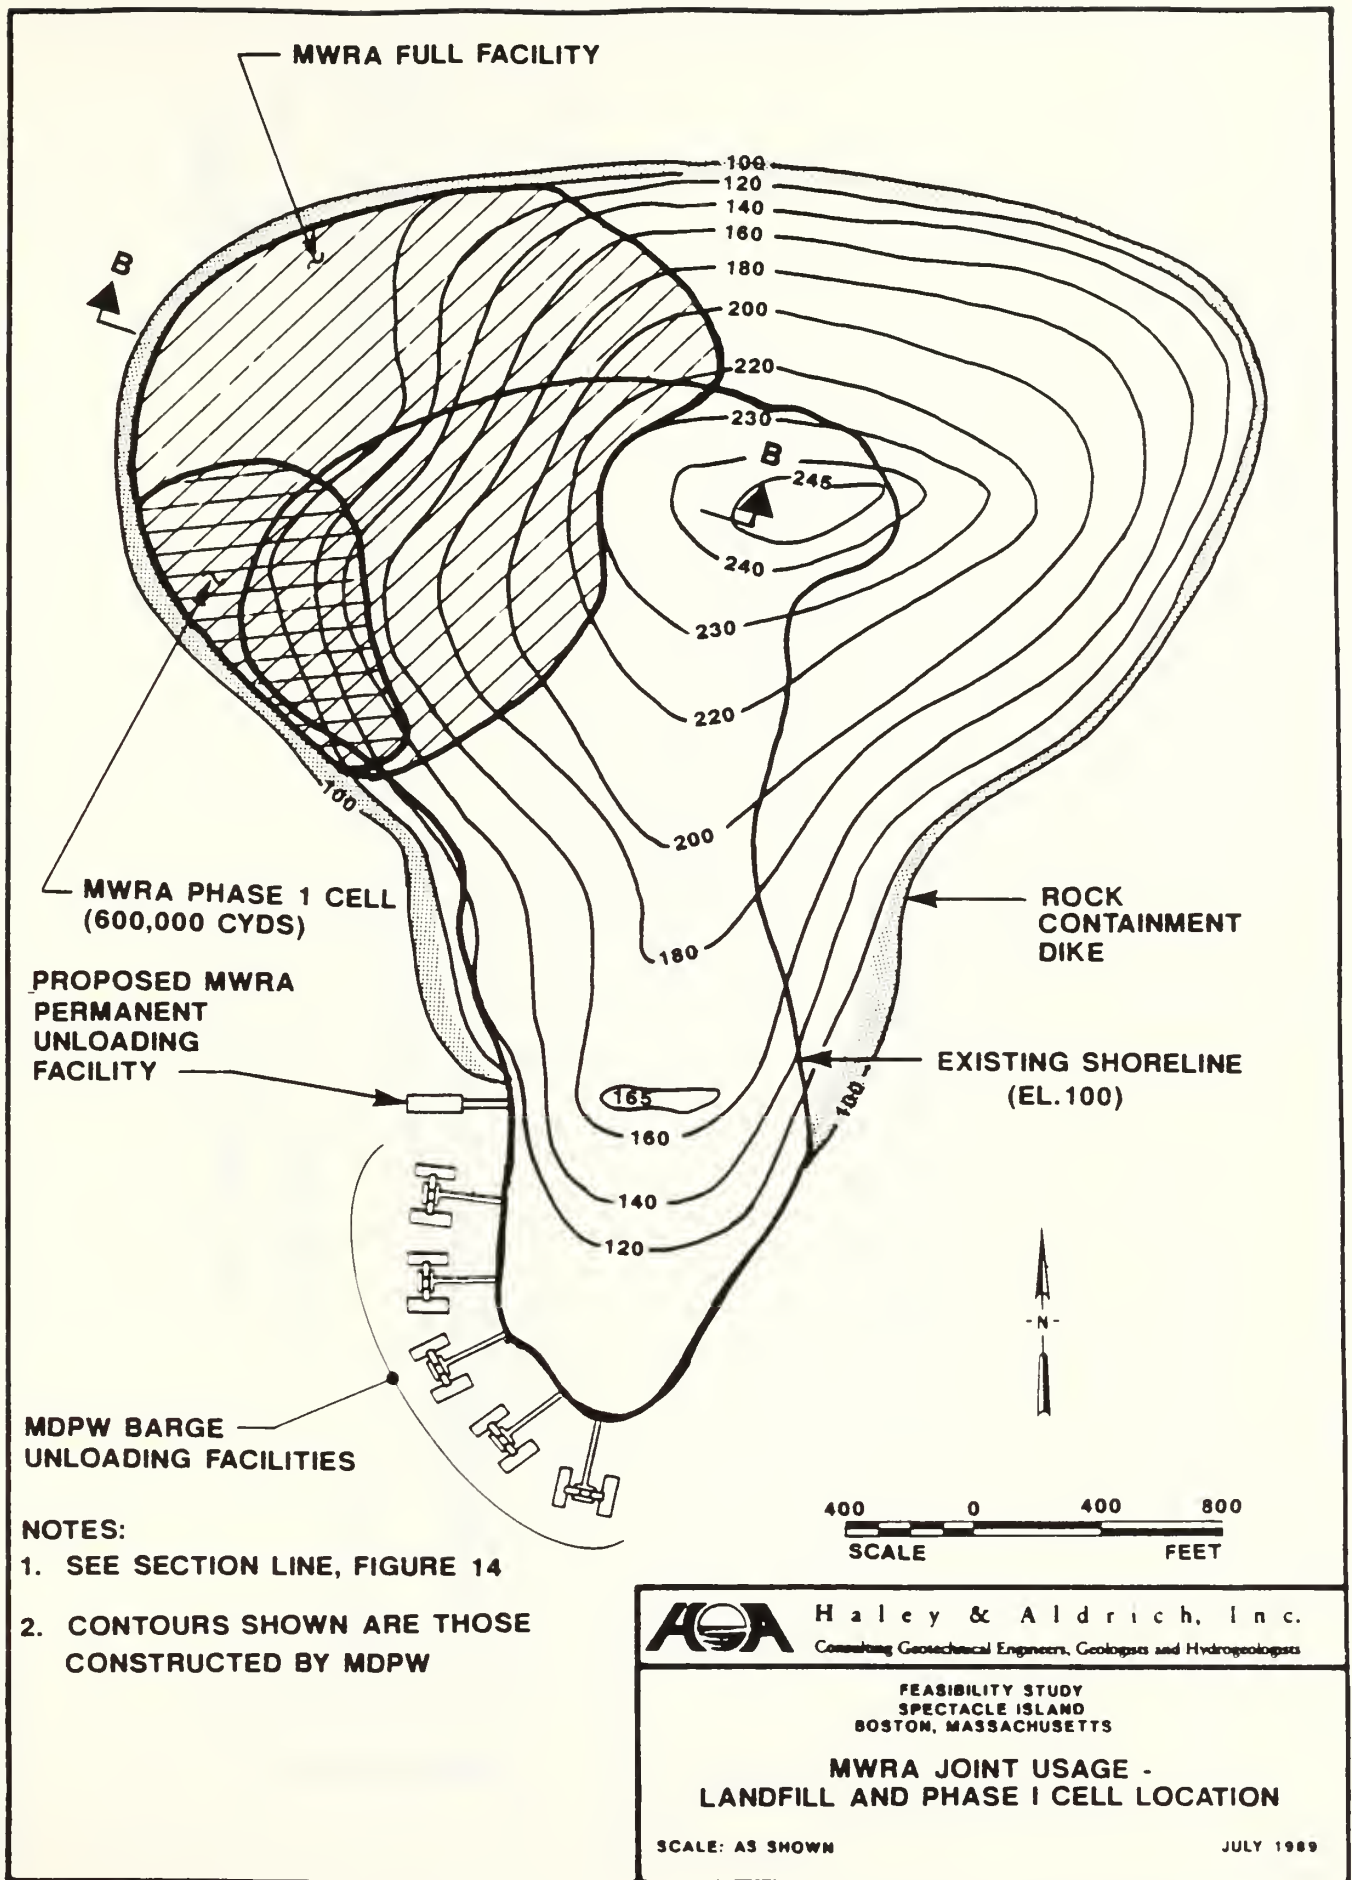 MWRA FULL FACILITY
100
120
140
160
180
200
220
230
B
B
245
240
230
220
200
180
165
160
140
120
100
100
MWRA PHASE 1 CELL
(600,000 CYDS)
PROPOSED MWRA
PERMANENT
UNLOADING
FACILITY
ROCK
CONTAINMENT
DIKE
EXISTING SHORELINE
(EL.100)
-N-
MDPW BARGE
UNLOADING FACILITIES
NOTES:
1. SEE SECTION LINE, FIGURE 14
2. CONTOURS SHOWN ARE THOSE
CONSTRUCTED BY MDPW
400 0 400 800
SCALE FEET
Haley & Aldrich, Inc.
Consulting Geotechnical Engineers, Geologists and Hydrogeologists
FEASIBILITY STUDY
SPECTACLE ISLAND
BOSTON, MASSACHUSETTS
MWRA JOINT USAGE -
LANDFILL AND PHASE I CELL LOCATION
SCALE: AS SHOWN JULY 1989